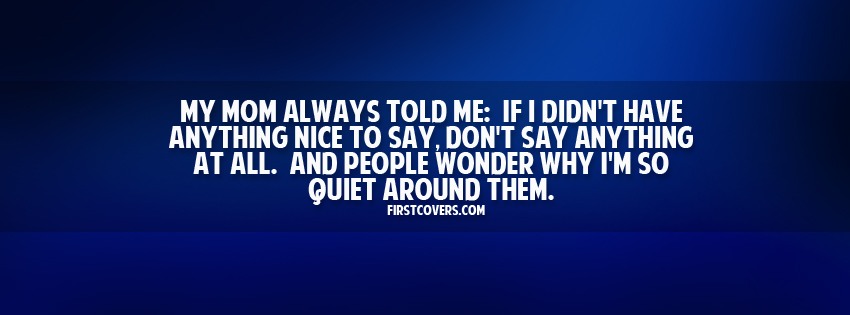 MY MOM ALWAYS TOLD ME:  IF I DIDN'T HAVE
ANYTHING NICE TO SAY, DON'T SAY ANYTHING
AT ALL.  AND PEOPLE WONDER WHY I'M SO
QUIET AROUND THEM.
FIRSTCOVERS.COM